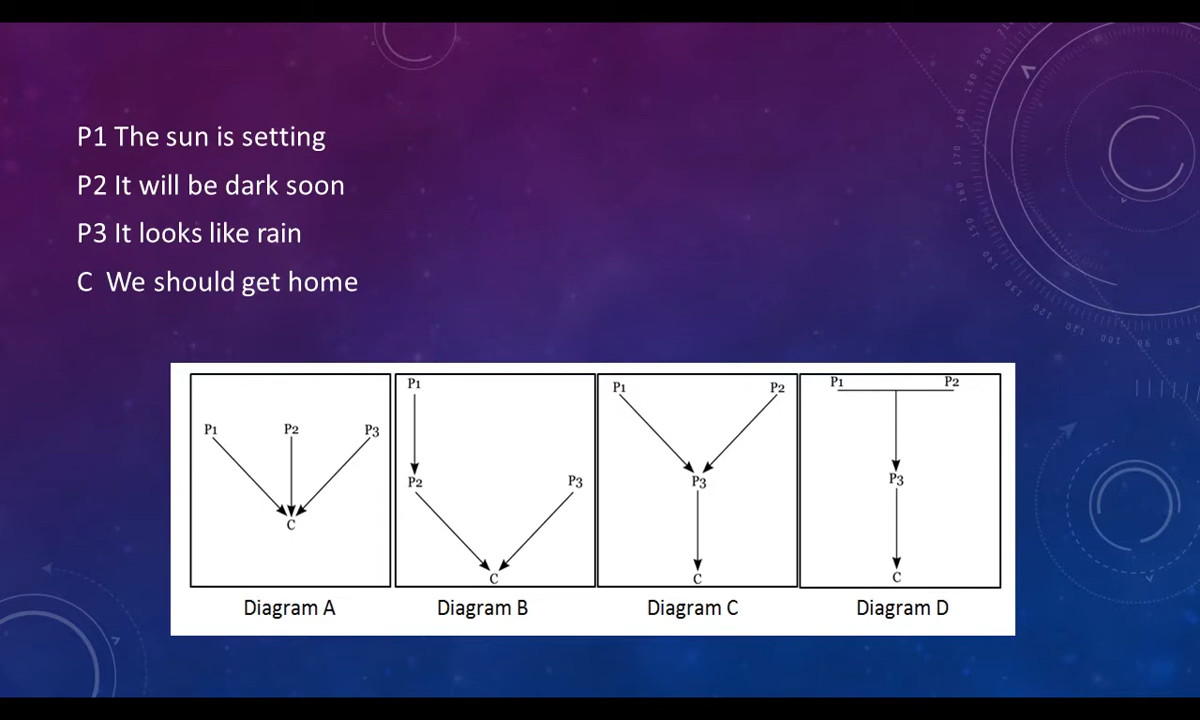 P1 The sun is setting
P2 It will be dark soon
P3 It looks like rain
C We should get home
P1 P2 P3
C
P1
P2 P3
C
P1 P2
P3
C
P1 P2
P3
C
Diagram A Diagram B Diagram C Diagram D